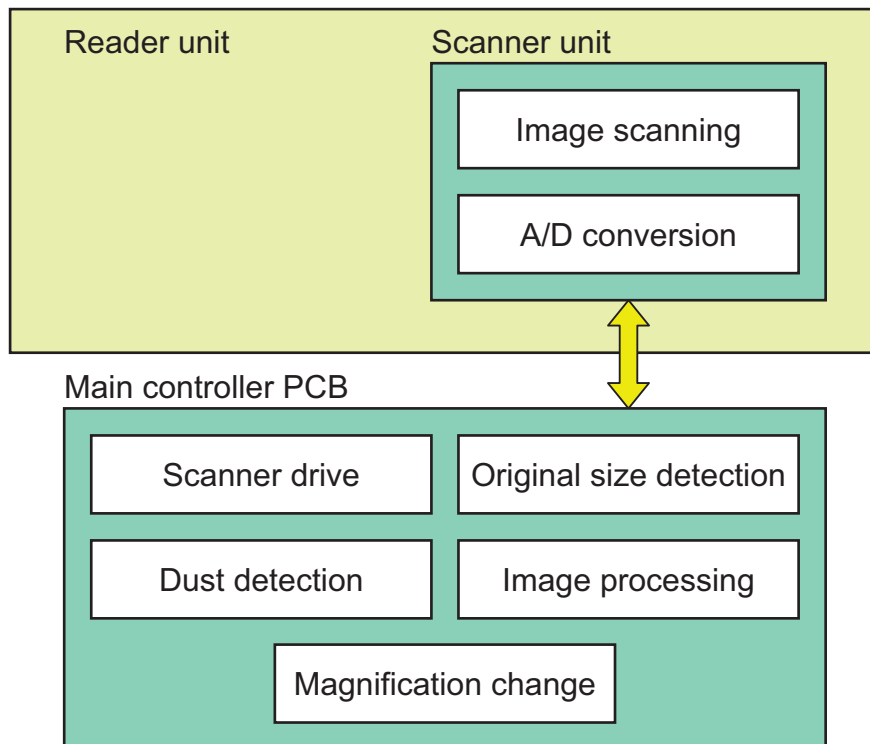 Reader unit
Scanner unit
Image scanning
A/D conversion
Main controller PCB
Scanner drive
Original size detection
Dust detection
Image processing
Magnification change